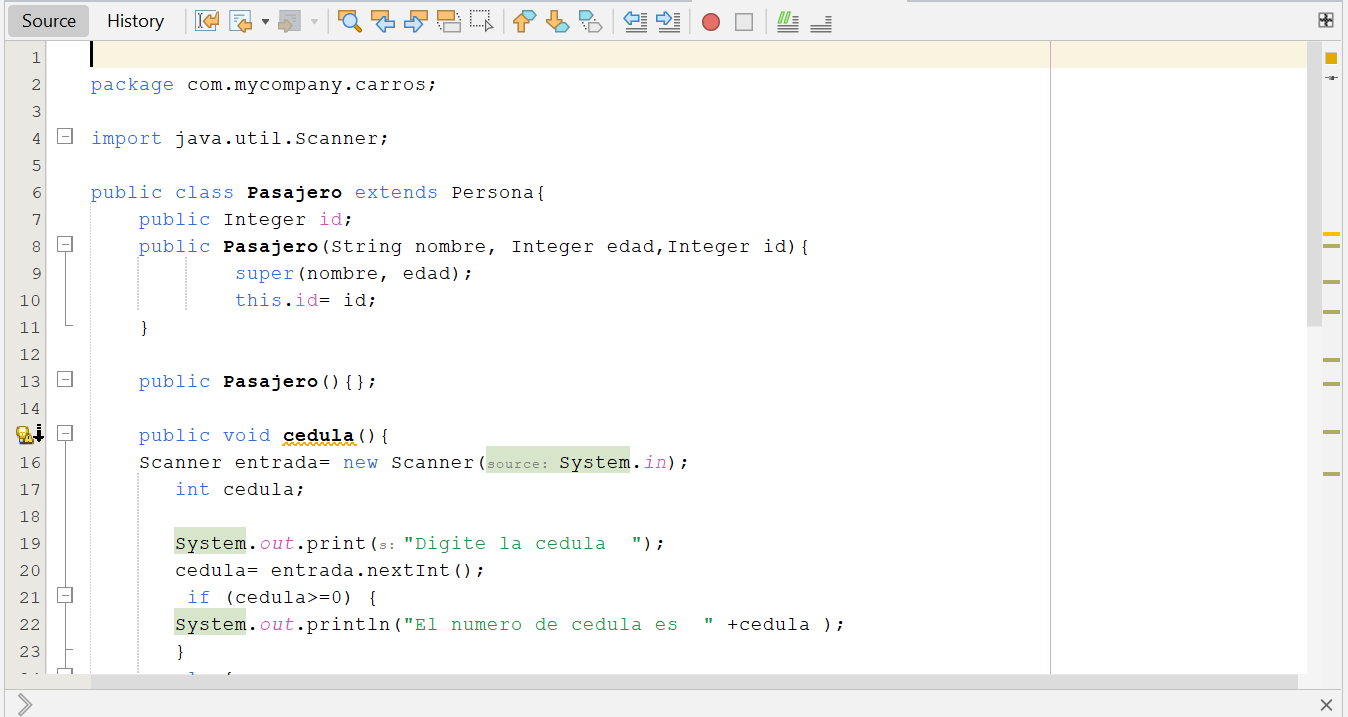 Source History
1
2 package com.mycompany.carros;
3
4 import java.util.Scanner;
5
6 public class Pasajero extends Persona{
7 public Integer id;
8 public Pasajero(String nombre, Integer edad,Integer id){
9 super(nombre, edad);
10 this.id= id;
11 }
12
13 public Pasajero(){};
14
public void cedula(){
16 Scanner entrada= new Scanner(source: System.in);
17 int cedula;
18
19 System.out.print(s: "Digite la cedula  ");
20 cedula= entrada.nextInt();
21 if (cedula>=0) {
22 System.out.println("El numero de cedula es  " +cedula );
23 }